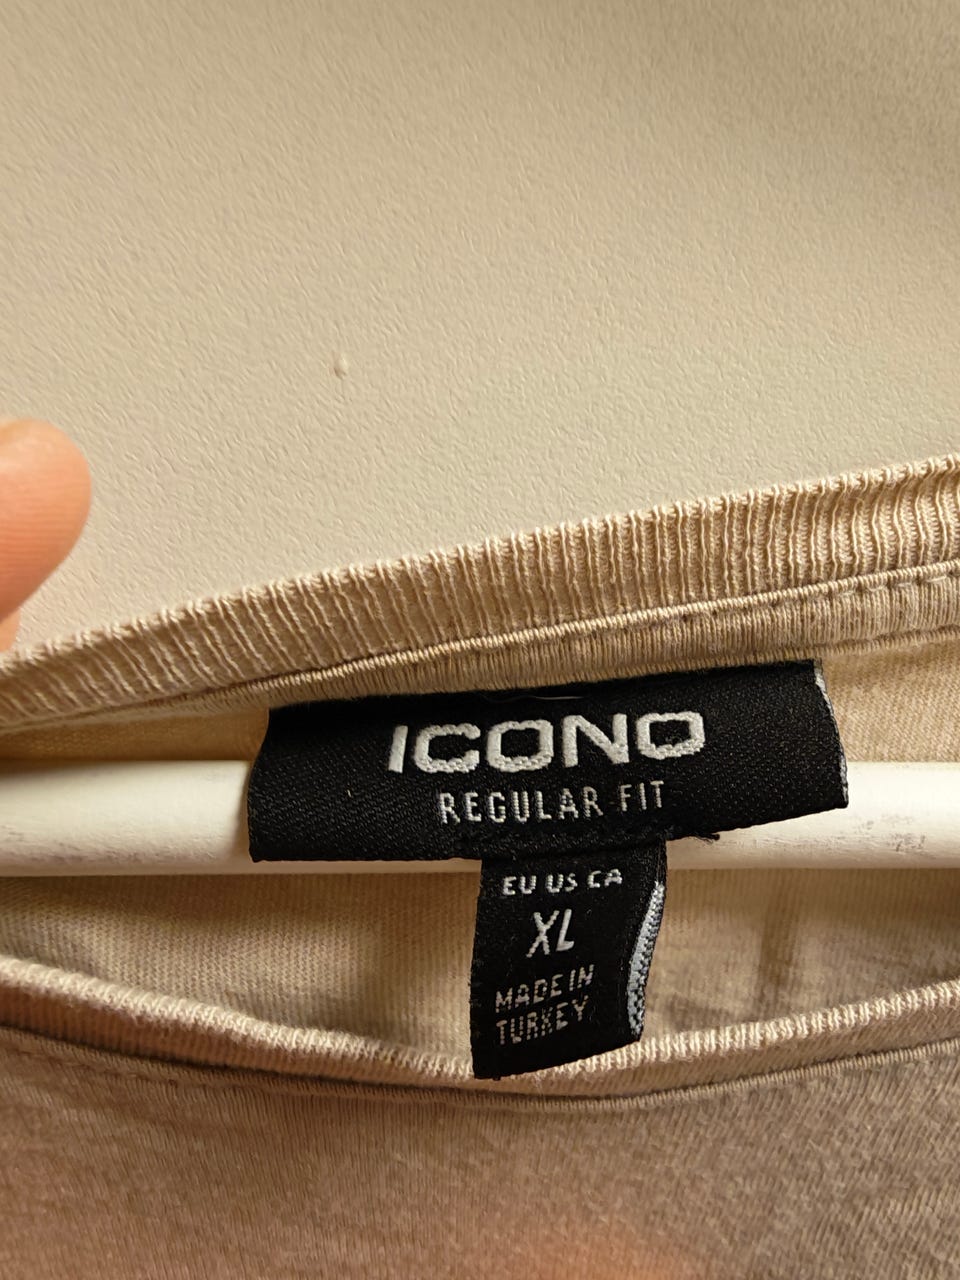 ICONO
REGULAR FIT
EU US CA
XL
MADE IN
TURKEY